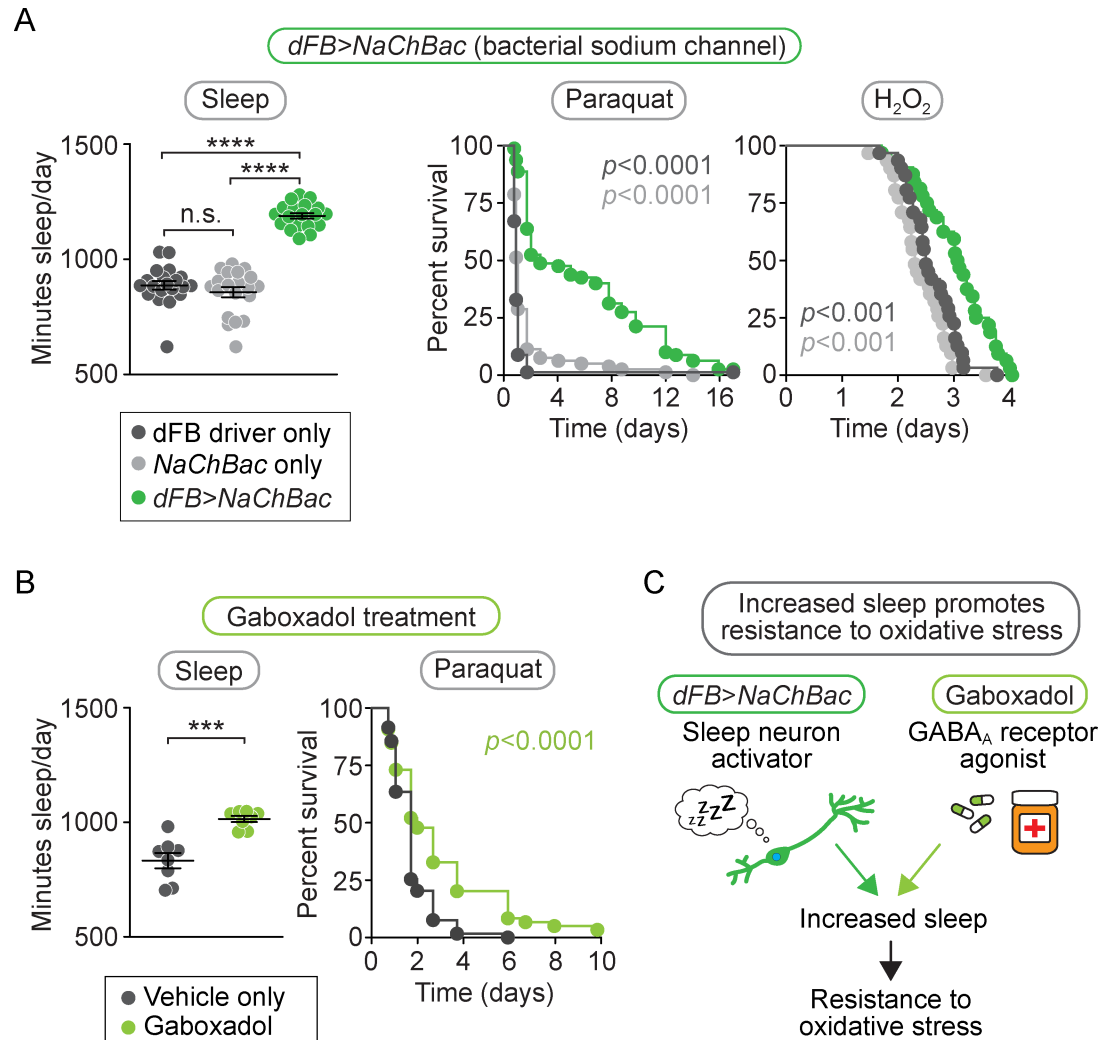 A
dFB>NaChBac (bacterial sodium channel)
Sleep
Paraquat
H₂O₂
Minutes sleep/day
1500
1000
500
****
****
n.s.
dFB driver only
NaChBac only
dFB>NaChBac
Percent survival
100
75
50
25
0
p<0.0001
p<0.0001
0 4 8 12 16
Time (days)
100
75
50
25
0
p<0.001
p<0.001
0 1 2 3 4
Time (days)
B
Gaboxadol treatment
Sleep
Paraquat
Minutes sleep/day
1500
1000
500
***
Vehicle only
Gaboxadol
Percent survival
100
75
50
25
0
p<0.0001
0 2 4 6 8 10
Time (days)
C
Increased sleep promotes
resistance to oxidative stress
dFB>NaChBac
Sleep neuron
activator
zzZZZ
Gaboxadol
GABA_A receptor
agonist
Increased sleep
Resistance to
oxidative stress